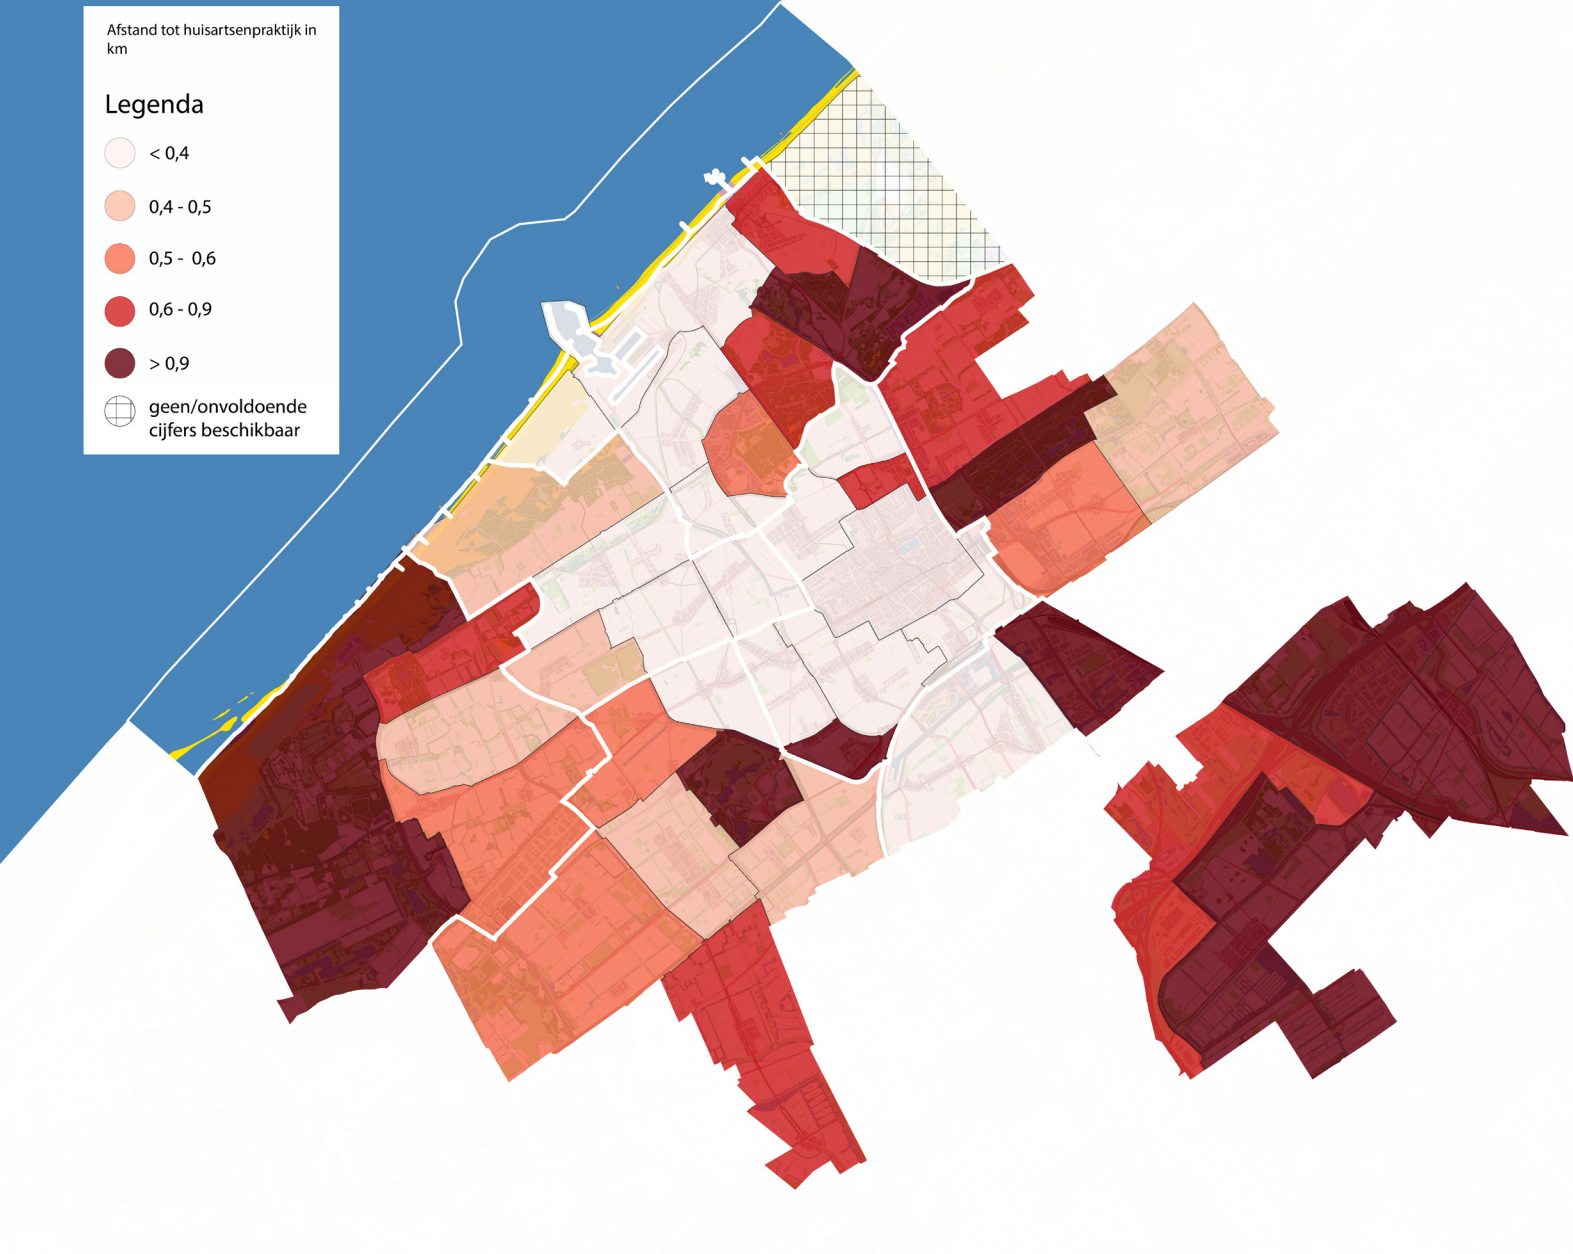 Afstand tot huisartsenpraktijk in
km
Legenda
< 0,4
0,4 - 0,5
0,5 -  0,6
0,6 - 0,9
> 0,9
geen/onvoldoende
cijfers beschikbaar